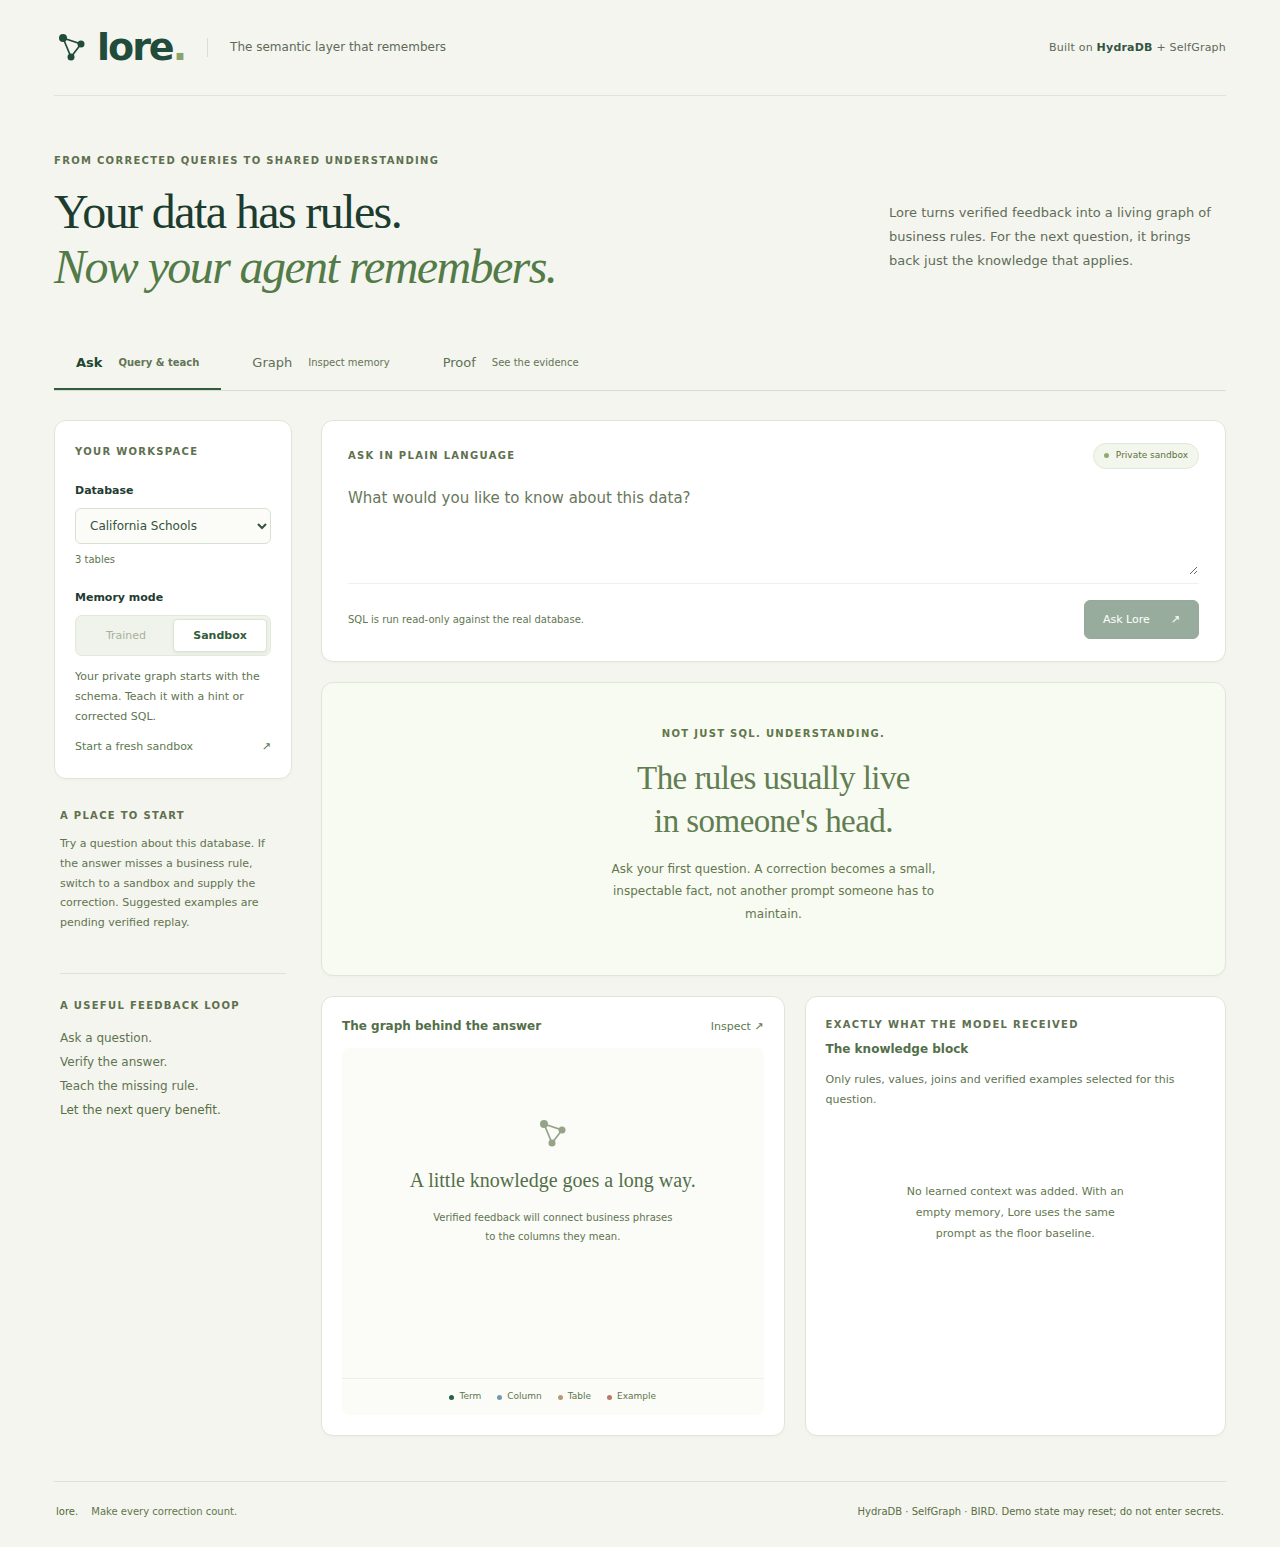 lore.
The semantic layer that remembers
Built on HydraDB + SelfGraph
FROM CORRECTED QUERIES TO SHARED UNDERSTANDING
Your data has rules.
Now your agent remembers.
Lore turns verified feedback into a living graph of
business rules. For the next question, it brings
back just the knowledge that applies.
Ask Query & teach
Graph Inspect memory
Proof See the evidence
YOUR WORKSPACE
Database
California Schools
3 tables
Memory mode
Trained
Sandbox
Your private graph starts with the
schema. Teach it with a hint or
corrected SQL.
Start a fresh sandbox ↗
A PLACE TO START
Try a question about this database. If
the answer misses a business rule,
switch to a sandbox and supply the
correction. Suggested examples are
pending verified replay.
A USEFUL FEEDBACK LOOP
Ask a question.
Verify the answer.
Teach the missing rule.
Let the next query benefit.
ASK IN PLAIN LANGUAGE
Private sandbox
What would you like to know about this data?
SQL is run read-only against the real database.
Ask Lore ↗
NOT JUST SQL. UNDERSTANDING.
The rules usually live
in someone's head.
Ask your first question. A correction becomes a small,
inspectable fact, not another prompt someone has to
maintain.
The graph behind the answer
Inspect ↗
A little knowledge goes a long way.
Verified feedback will connect business phrases
to the columns they mean.
Term
Column
Table
Example
EXACTLY WHAT THE MODEL RECEIVED
The knowledge block
Only rules, values, joins and verified examples selected for this
question.
No learned context was added. With an
empty memory, Lore uses the same
prompt as the floor baseline.
lore. Make every correction count.
HydraDB · SelfGraph · BIRD. Demo state may reset; do not enter secrets.